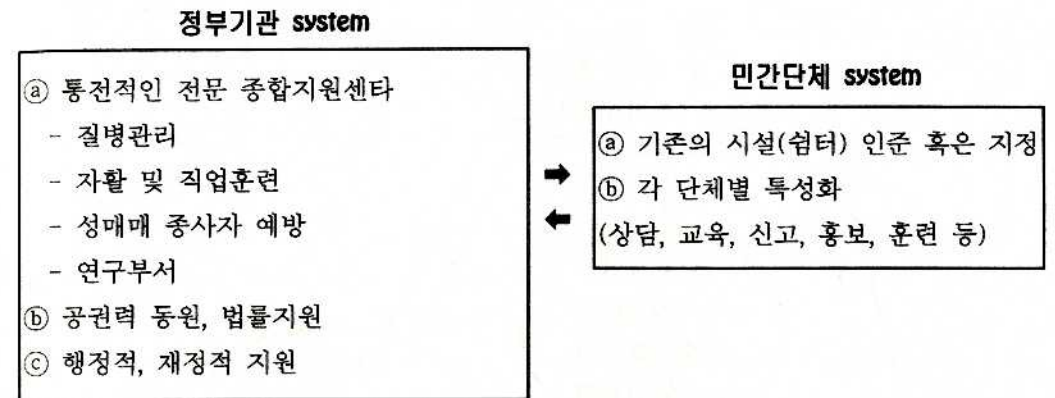 정부기관 system
ⓐ 통전적인 전문 종합지원센타
- 질병관리
- 자활 및 직업훈련
- 성매매 종사자 예방
- 연구부서
ⓑ 공권력 동원, 법률지원
ⓒ 행정적, 재정적 지원
민간단체 system
ⓐ 기존의 시설(쉼터) 인준 혹은 지정
ⓑ 각 단체별 특성화
(상담, 교육, 신고, 홍보, 훈련 등)